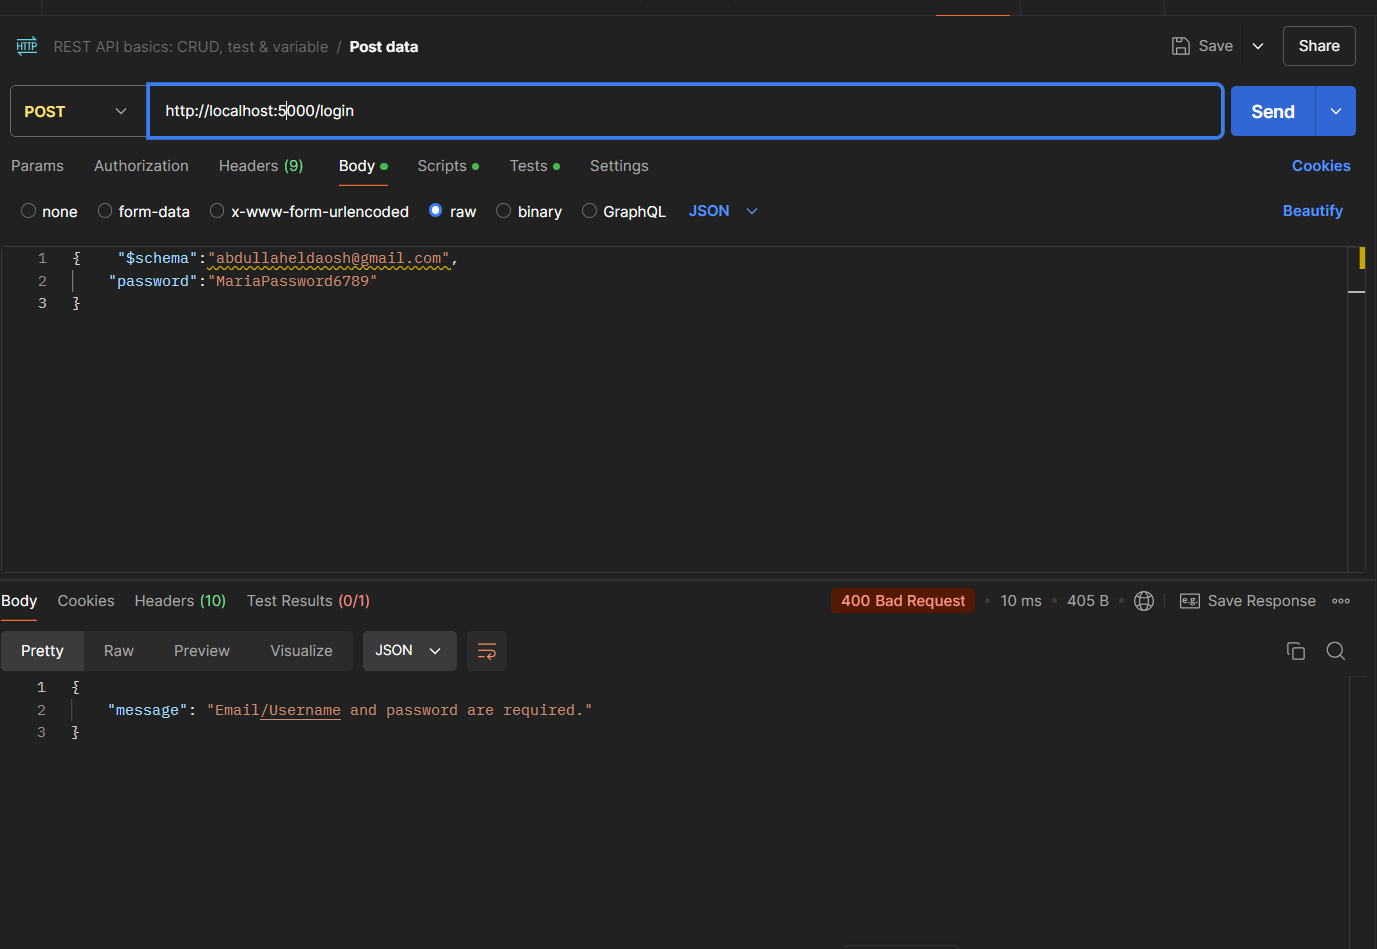 HTTP REST API basics: CRUD, test & variable / Post data Save Share
POST http://localhost:5000/login Send
Params Authorization Headers (9) Body Scripts Tests Settings Cookies
none form-data x-www-form-urlencoded raw binary GraphQL JSON Beautify
1 { "$schema":"abdullaheldaosh@gmail.com",
2 "password":"MariaPassword6789"
3 }
Body Cookies Headers (10) Test Results (0/1) 400 Bad Request • 10 ms • 405 B • e.g. Save Response
Pretty Raw Preview Visualize JSON
1 {
2 "message": "Email/Username and password are required."
3 }